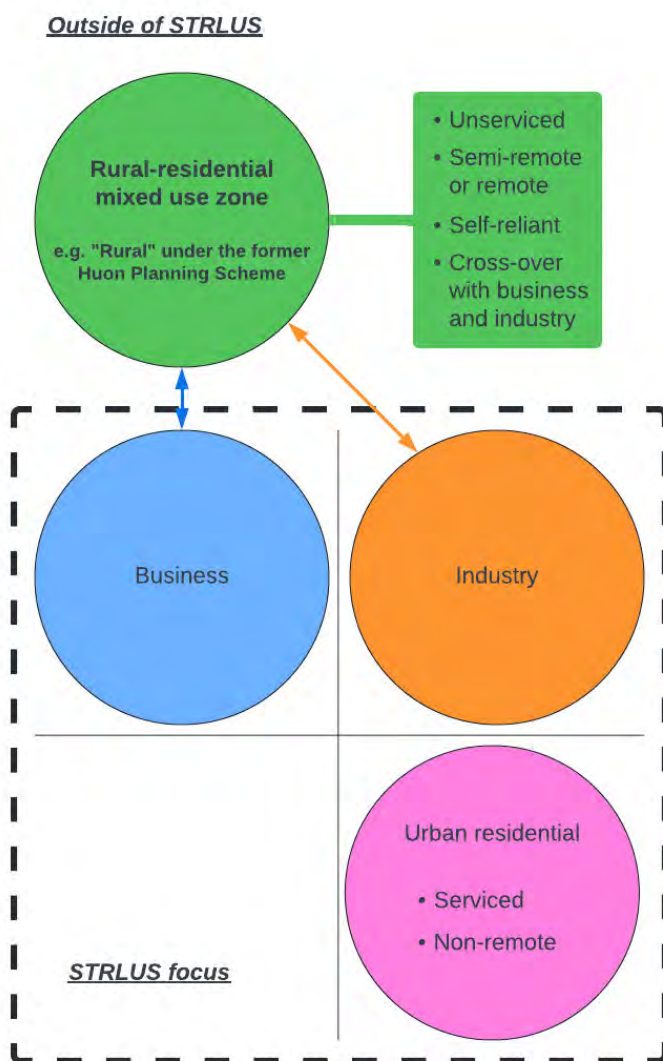 Outside of STRLUS
Rural-residential
mixed use zone
e.g. "Rural" under the former
Huon Planning Scheme
• Unserviced
• Semi-remote
or remote
• Self-reliant
• Cross-over
with business
and industry
Business
Industry
Urban residential
• Serviced
• Non-remote
STRLUS focus